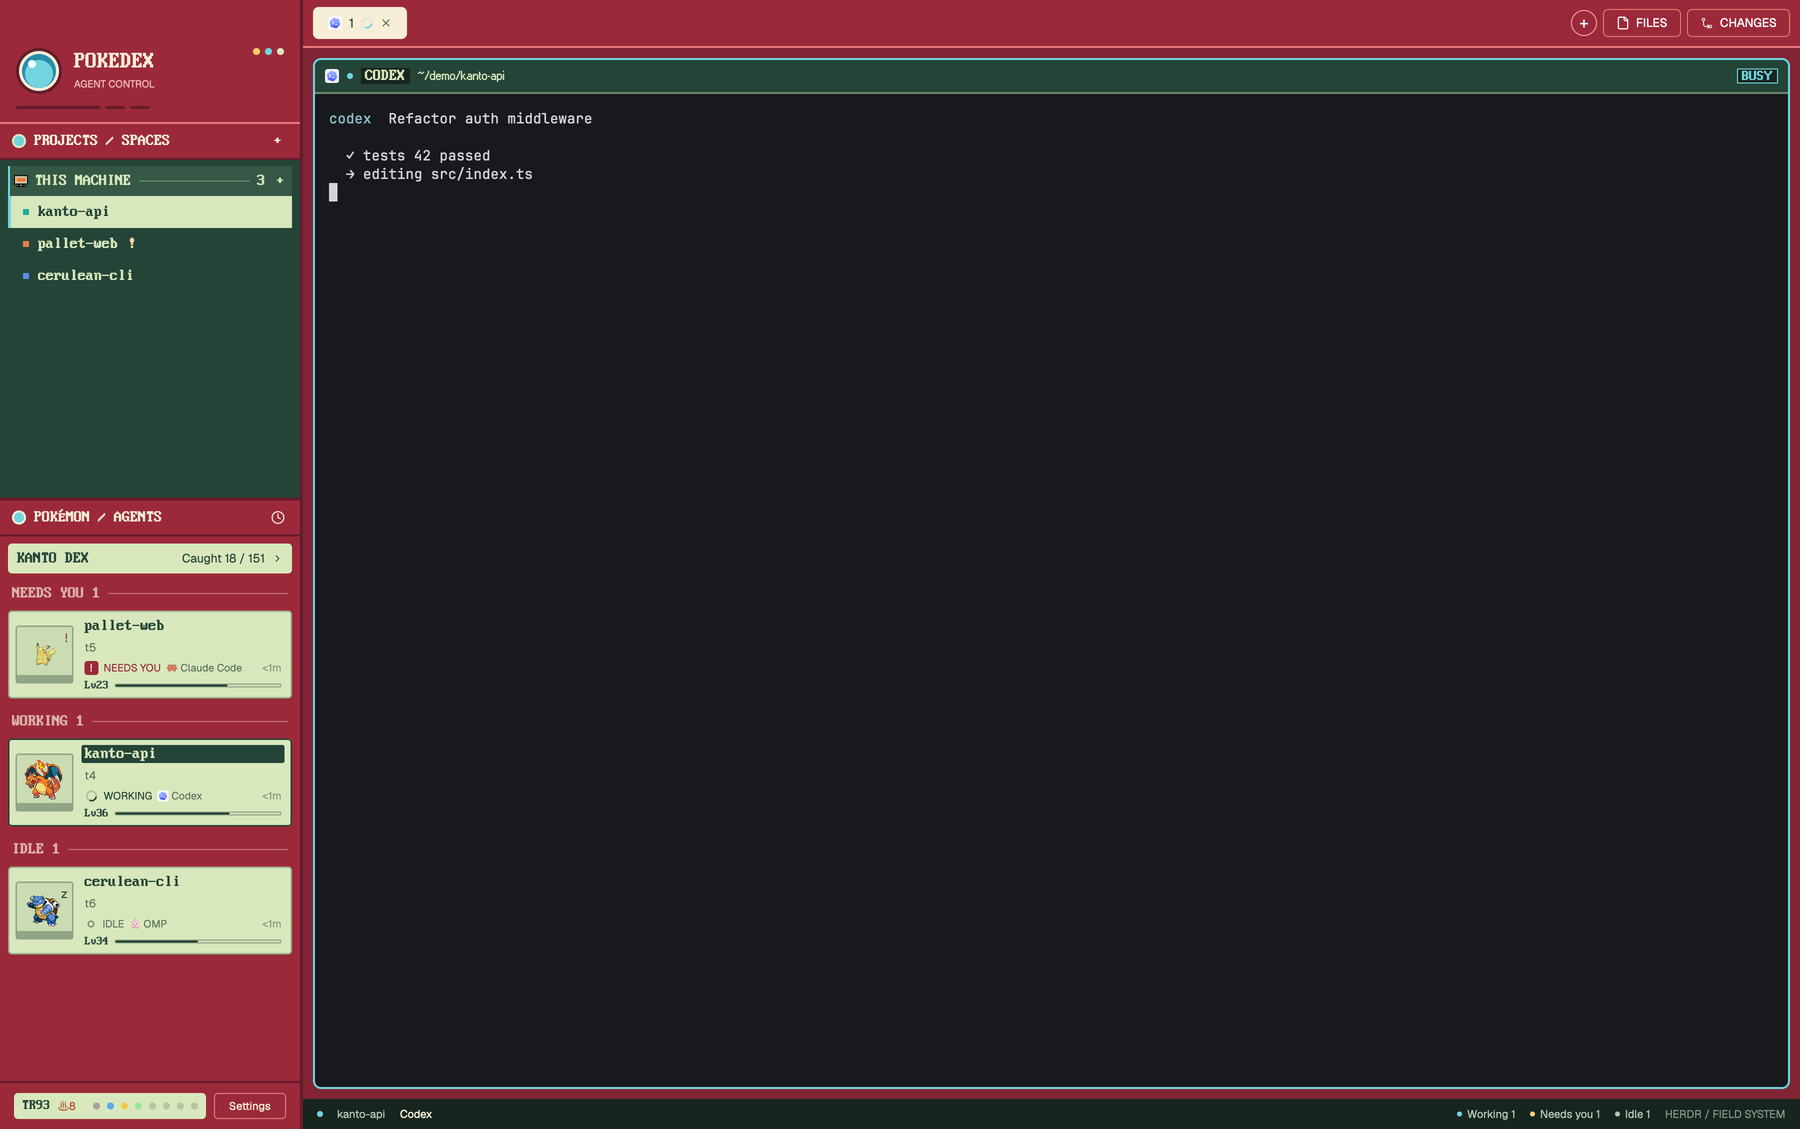 POKEDEX
AGENT CONTROL
PROJECTS / SPACES +
THIS MACHINE 3 +
kanto-api
pallet-web !
cerulean-cli
POKÉMON / AGENTS
KANTO DEX Caught 18 / 151 >
NEEDS YOU 1
!
pallet-web
t5
! NEEDS YOU Claude Code <1m
Lv23
WORKING 1
kanto-api
t4
WORKING Codex <1m
Lv36
IDLE 1
z
cerulean-cli
t6
IDLE OMP <1m
Lv34
TR93 8
Settings
1 ×
+ FILES CHANGES
CODEX ~/demo/kanto-api BUSY
codex Refactor auth middleware
✓ tests 42 passed
→ editing src/index.ts
kanto-api Codex
Working 1 Needs you 1 Idle 1 HERDR / FIELD SYSTEM